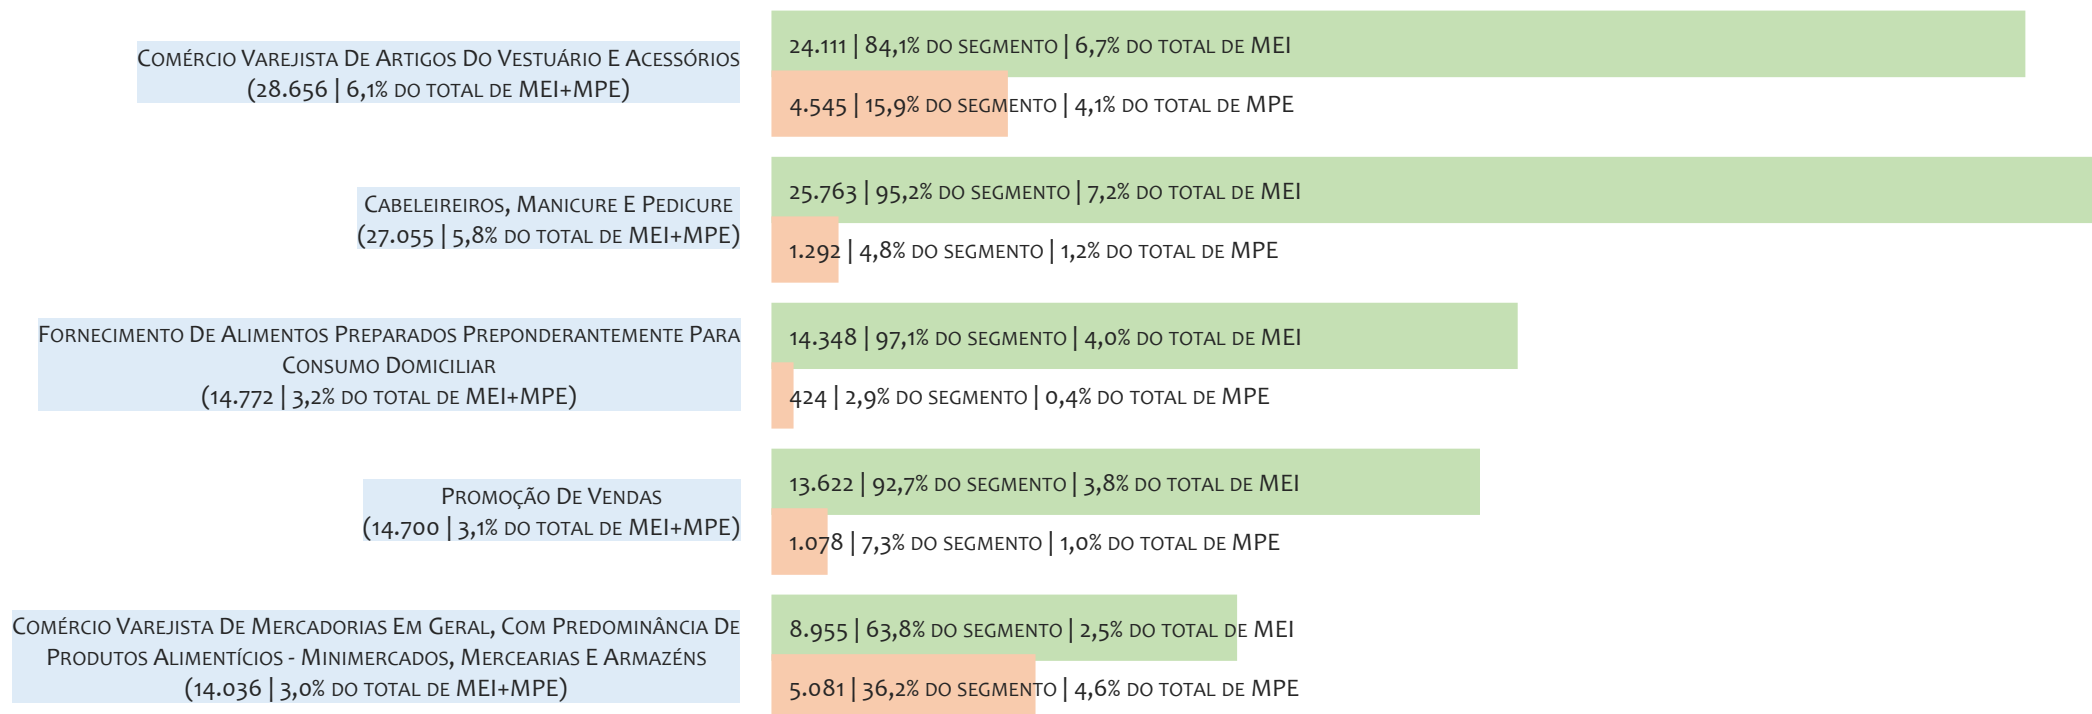 Comércio Varejista De Artigos Do Vestuário E Acessórios
(28.656 | 6,1% do total de MEI+MPE)
24.111 | 84,1% do segmento | 6,7% do total de MEI
4.545 | 15,9% do segmento | 4,1% do total de MPE
Cabeleireiros, Manicure E Pedicure
(27.055 | 5,8% do total de MEI+MPE)
25.763 | 95,2% do segmento | 7,2% do total de MEI
1.292 | 4,8% do segmento | 1,2% do total de MPE
Fornecimento De Alimentos Preparados Preponderantemente Para
Consumo Domiciliar
(14.772 | 3,2% do total de MEI+MPE)
14.348 | 97,1% do segmento | 4,0% do total de MEI
424 | 2,9% do segmento | 0,4% do total de MPE
Promoção De Vendas
(14.700 | 3,1% do total de MEI+MPE)
13.622 | 92,7% do segmento | 3,8% do total de MEI
1.078 | 7,3% do segmento | 1,0% do total de MPE
Comércio Varejista De Mercadorias Em Geral, Com Predominância De
Produtos Alimentícios - Minimercados, Mercearias E Armazéns
(14.036 | 3,0% do total de MEI+MPE)
8.955 | 63,8% do segmento | 2,5% do total de MEI
5.081 | 36,2% do segmento | 4,6% do total de MPE